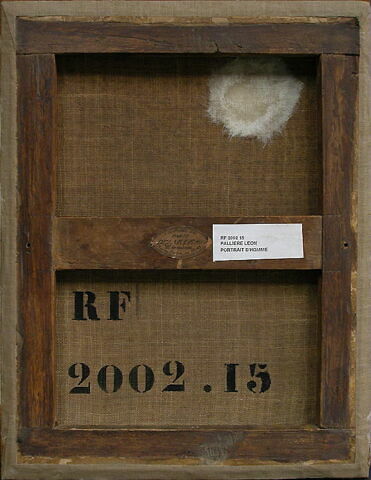 RF 2002 15
PALLIERE LEON
PORTRAIT D'HOMME
RF
2002.15